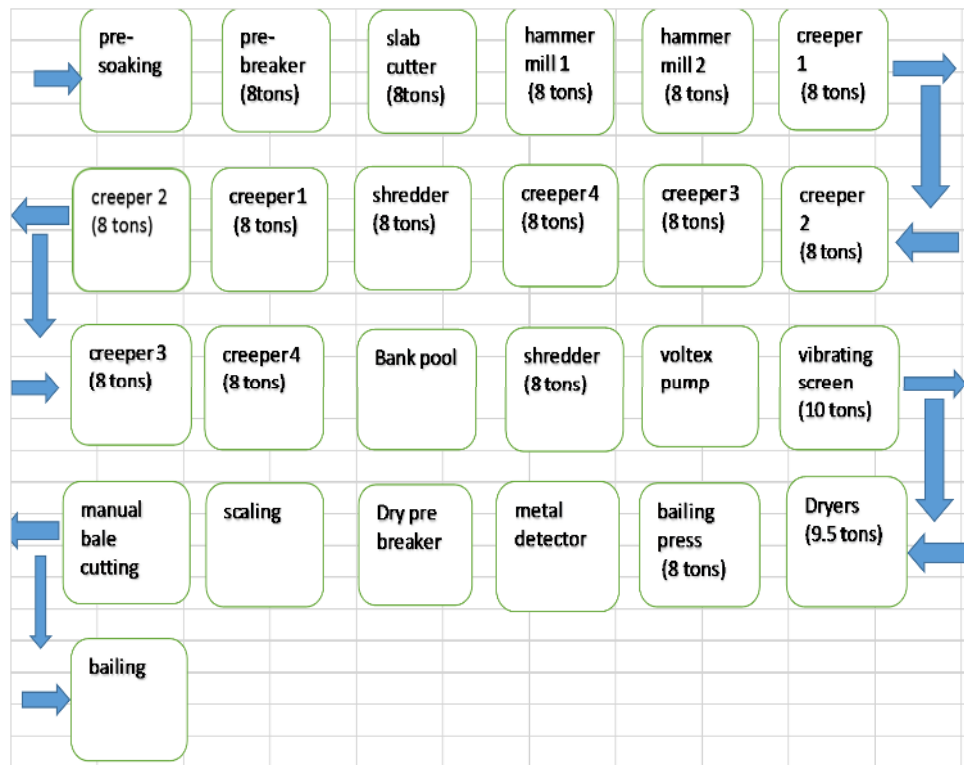 pre-
soaking
pre-
breaker
(8tons)
slab
cutter
(8tons)
hammer
mill 1
(8 tons)
hammer
mill 2
(8 tons)
creeper
1
(8 tons)
creeper 2
(8 tons)
creeper 1
(8 tons)
shredder
(8 tons)
creeper 4
(8 tons)
creeper 3
(8 tons)
creeper
2
(8 tons)
creeper 3
(8 tons)
creeper 4
(8 tons)
Bank pool
shredder
(8 tons)
voltex
pump
vibrating
screen
(10 tons)
manual
bale
cutting
scaling
Dry pre
breaker
metal
detector
bailing
press
(8 tons)
Dryers
(9.5 tons)
bailing